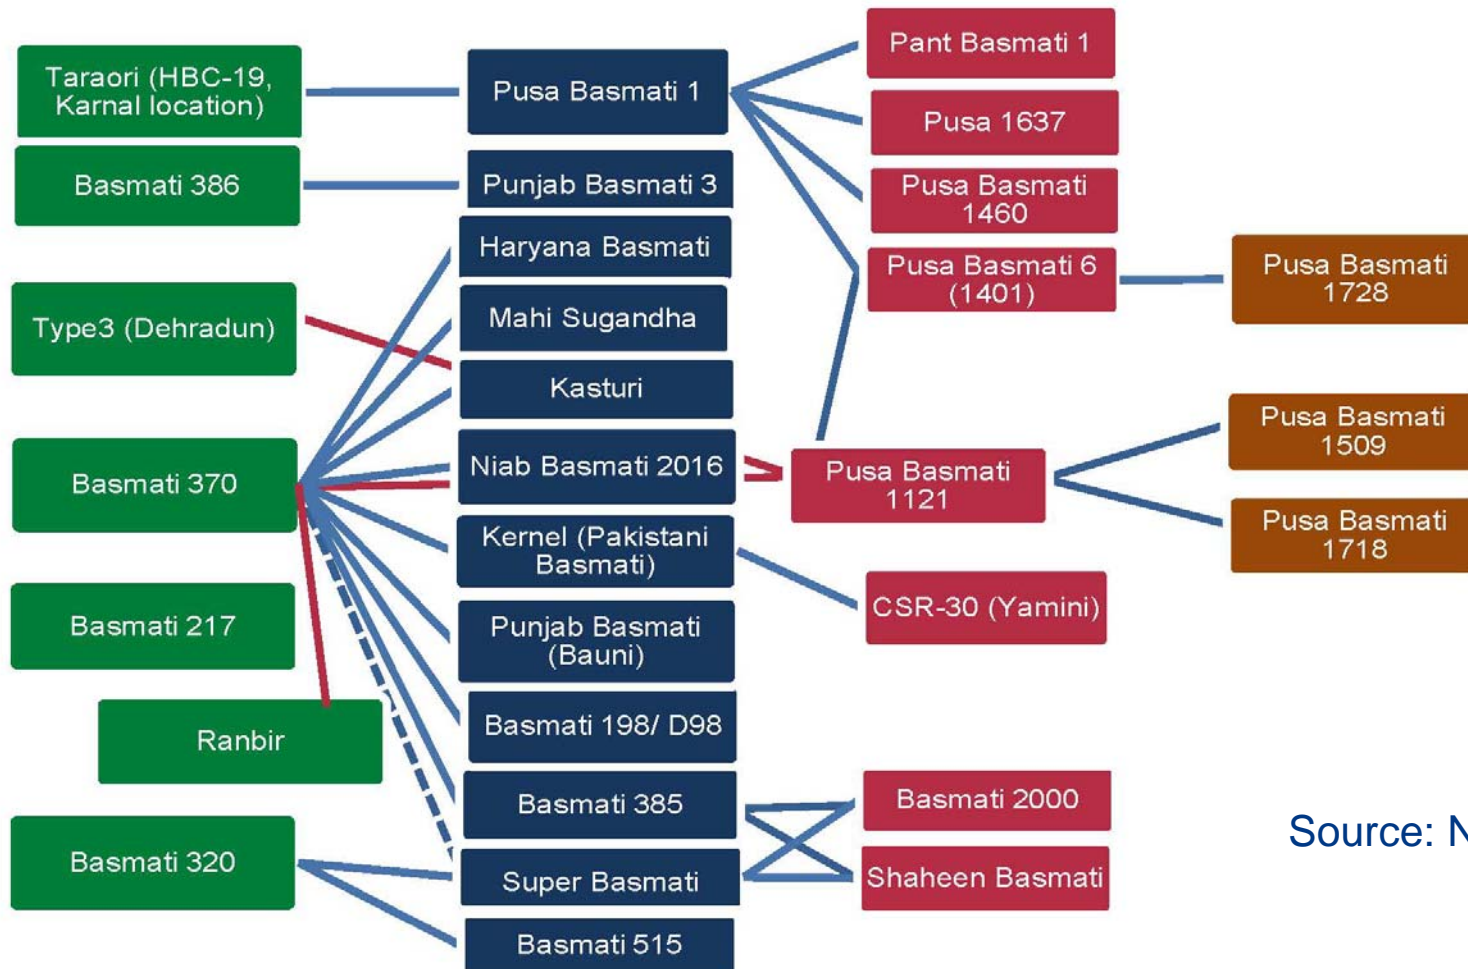 Taraori (HBC-19,
Karnal location)
Basmati 386
Type3 (Dehradun)
Basmati 370
Basmati 217
Ranbir
Basmati 320
Pusa Basmati 1
Punjab Basmati 3
Haryana Basmati
Mahi Sugandha
Kasturi
Niab Basmati 2016
Kernel (Pakistani
Basmati)
Punjab Basmati
(Bauni)
Basmati 198/ D98
Basmati 385
Super Basmati
Basmati 515
Pant Basmati 1
Pusa 1637
Pusa Basmati
1460
Pusa Basmati 6
(1401)
Pusa Basmati
1121
CSR-30 (Yamini)
Basmati 2000
Shaheen Basmati
Pusa Basmati
1728
Pusa Basmati
1509
Pusa Basmati
1718
Source: